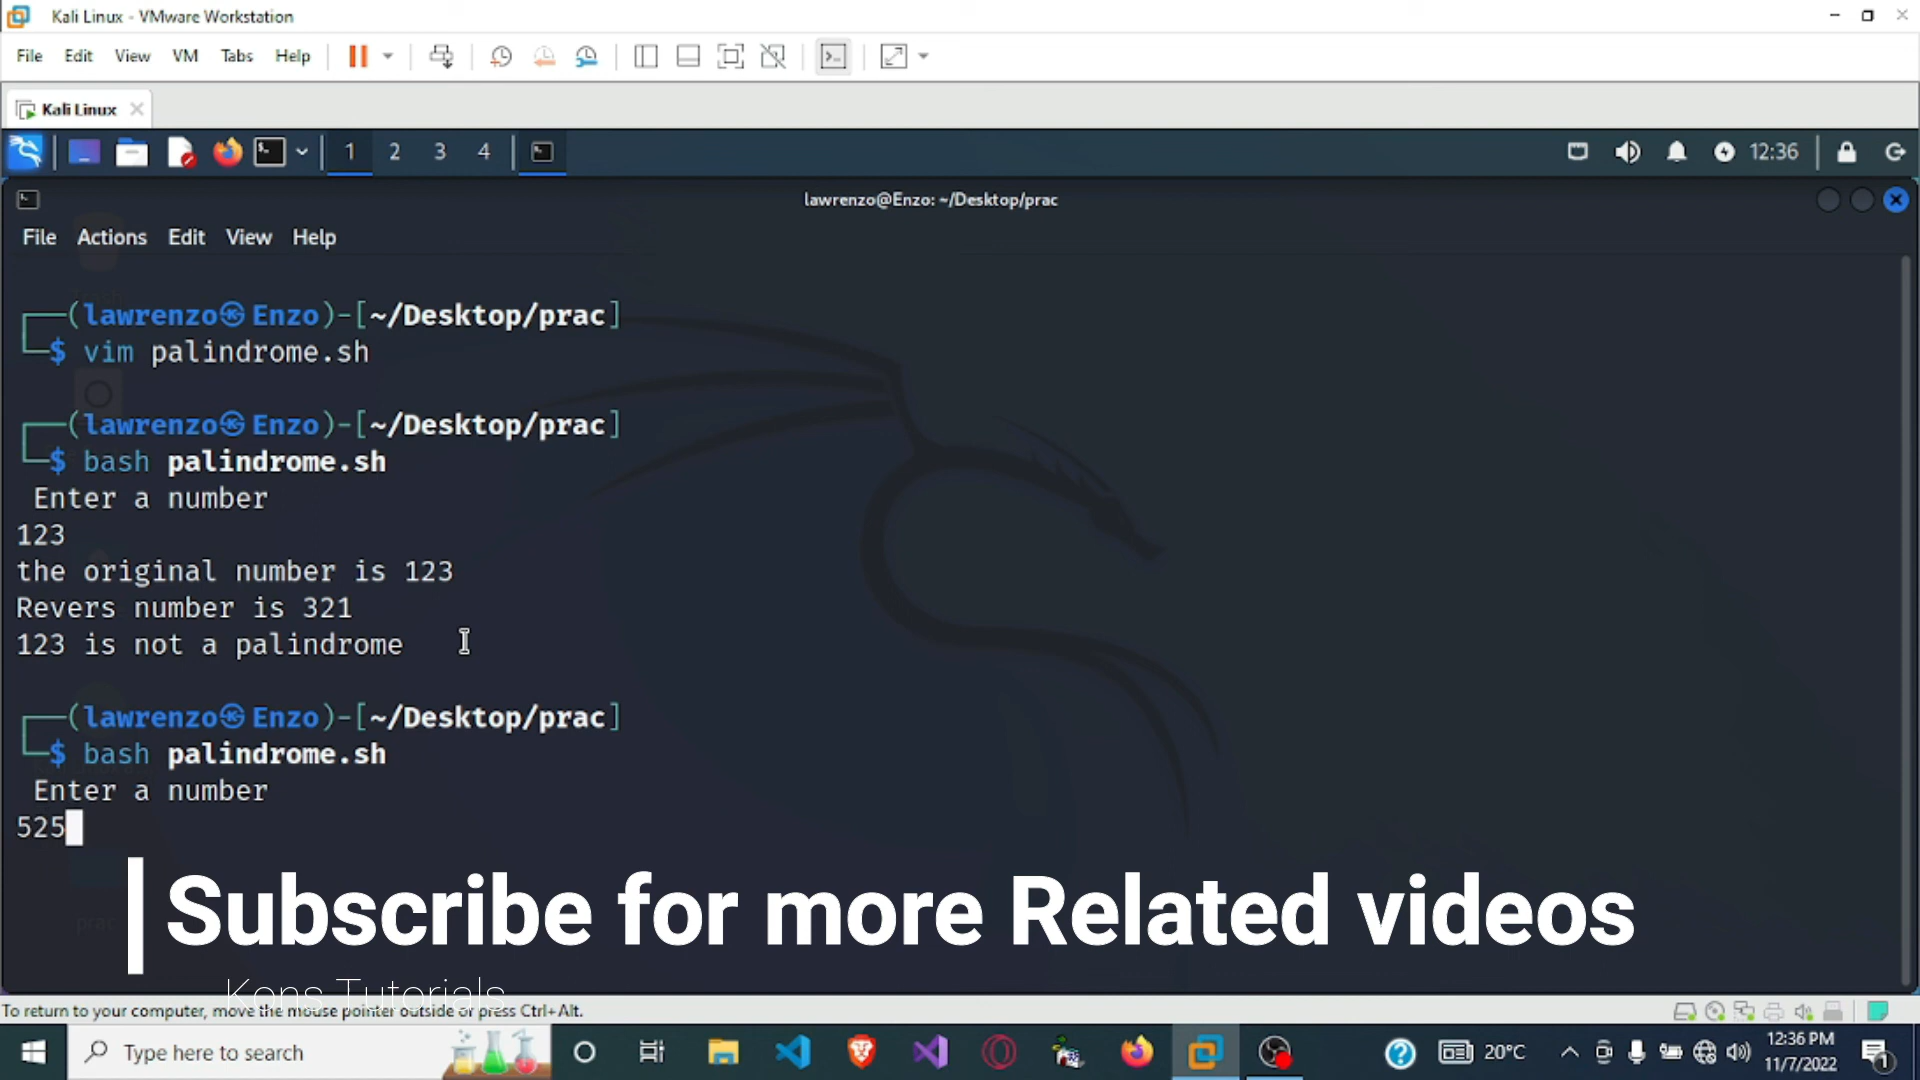 Kali Linux - VMware Workstation
File Edit View VM Tabs Help
Kali Linux
1 2 3 4 12:36
lawrenzo@Enzo: ~/Desktop/prac
File Actions Edit View Help
(lawrenzo㉿Enzo)-[~/Desktop/prac]
$ vim palindrome.sh
(lawrenzo㉿Enzo)-[~/Desktop/prac]
$ bash palindrome.sh
Enter a number
123
the original number is 123
Revers number is 321
123 is not a palindrome
(lawrenzo㉿Enzo)-[~/Desktop/prac]
$ bash palindrome.sh
Enter a number
525
prac
Subscribe for more Related videos
Kons Tutorials
To return to your computer, move the mouse pointer outside or press Ctrl+Alt.
Type here to search
20°C
12:36 PM
11/7/2022
1